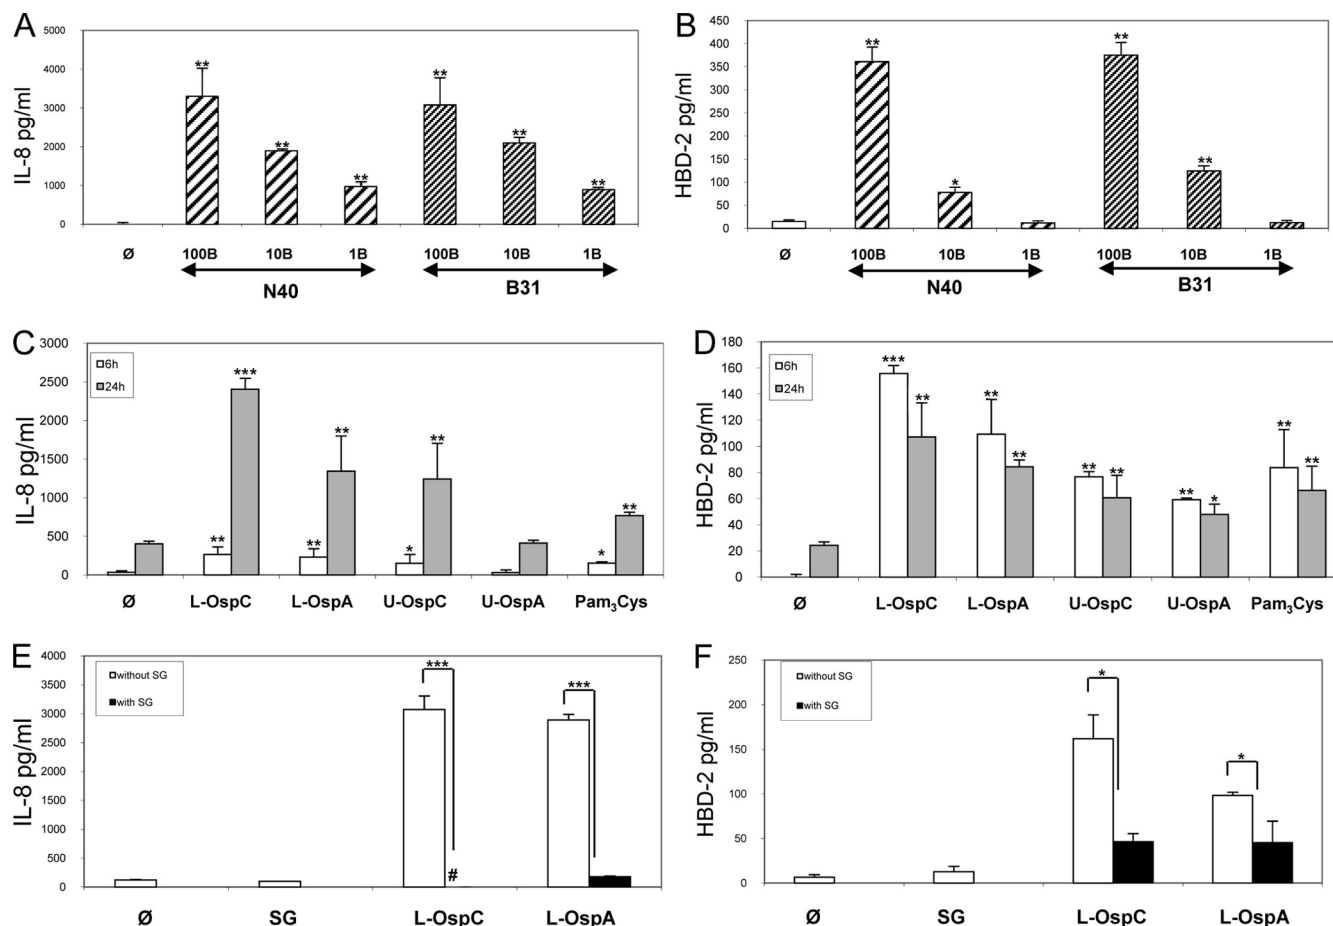 A
IL-8 pg/ml
5000
4000
3000
2000
1000
0
** ** ** ** ** **
Ø 100B 10B 1B 100B 10B 1B
N40 B31
B
HBD-2 pg/ml
450
400
350
300
250
200
150
100
50
0
** * ** **
Ø 100B 10B 1B 100B 10B 1B
N40 B31
C
IL-8 pg/ml
3000
2500
2000
1500
1000
500
0
6h
24h
** *** ** ** * ** * **
Ø L-OspC L-OspA U-OspC U-OspA Pam₃Cys
D
HBD-2 pg/ml
180
160
140
120
100
80
60
40
20
0
6h
24h
*** ** ** ** ** ** ** * ** **
Ø L-OspC L-OspA U-OspC U-OspA Pam₃Cys
E
IL-8 pg/ml
4000
3500
3000
2500
2000
1500
1000
500
0
without SG
with SG
*** ***
#
Ø SG L-OspC L-OspA
F
HBD-2 pg/ml
250
200
150
100
50
0
without SG
with SG
* *
Ø SG L-OspC L-OspA